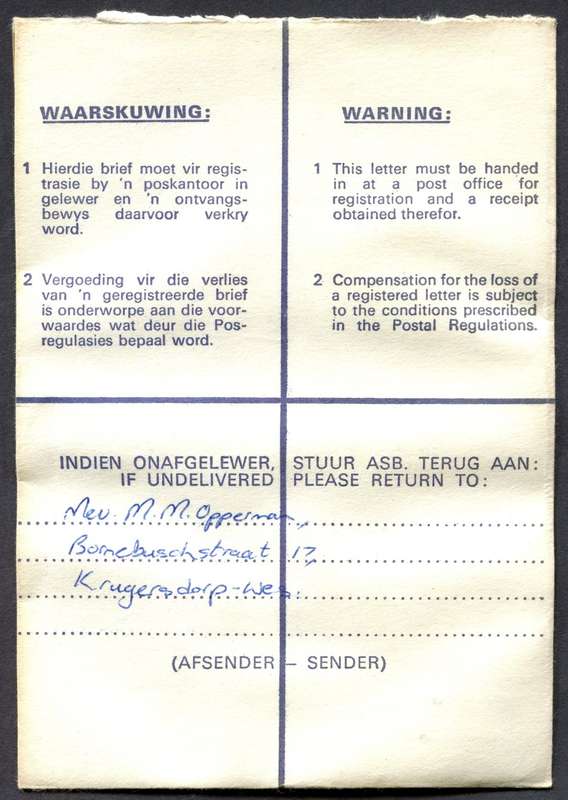 WAARSKUWING:
1 Hierdie brief moet vir regis-
trasie by 'n poskantoor in
gelewer en 'n ontvangs-
bewys daarvoor verkry
word.
2 Vergoeding vir die verlies
van 'n geregistreerde brief
is onderworpe aan die voor-
waardes wat deur die Pos-
regulasies bepaal word.
WARNING:
1 This letter must be handed
in at a post office for
registration and a receipt
obtained therefor.
2 Compensation for the loss of
a registered letter is subject
to the conditions prescribed
in the Postal Regulations.
INDIEN ONAFGELEWER, STUUR ASB. TERUG AAN:
IF UNDELIVERED PLEASE RETURN TO:
Mev. M. M. Opperman,
Bornebuschstraat 17,
Krugersdorp-Wes.
(AFSENDER – SENDER)